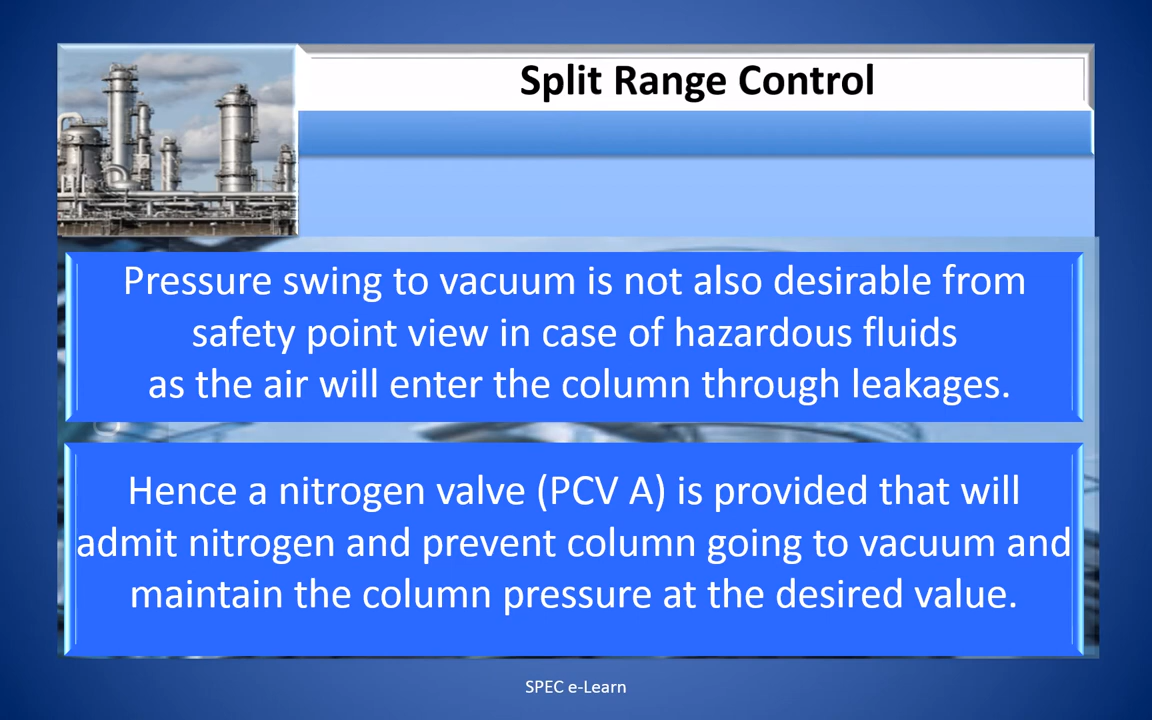 Split Range Control
Pressure swing to vacuum is not also desirable from
safety point view in case of hazardous fluids
as the air will enter the column through leakages.
Hence a nitrogen valve (PCV A) is provided that will
admit nitrogen and prevent column going to vacuum and
maintain the column pressure at the desired value.
SPEC e-Learn